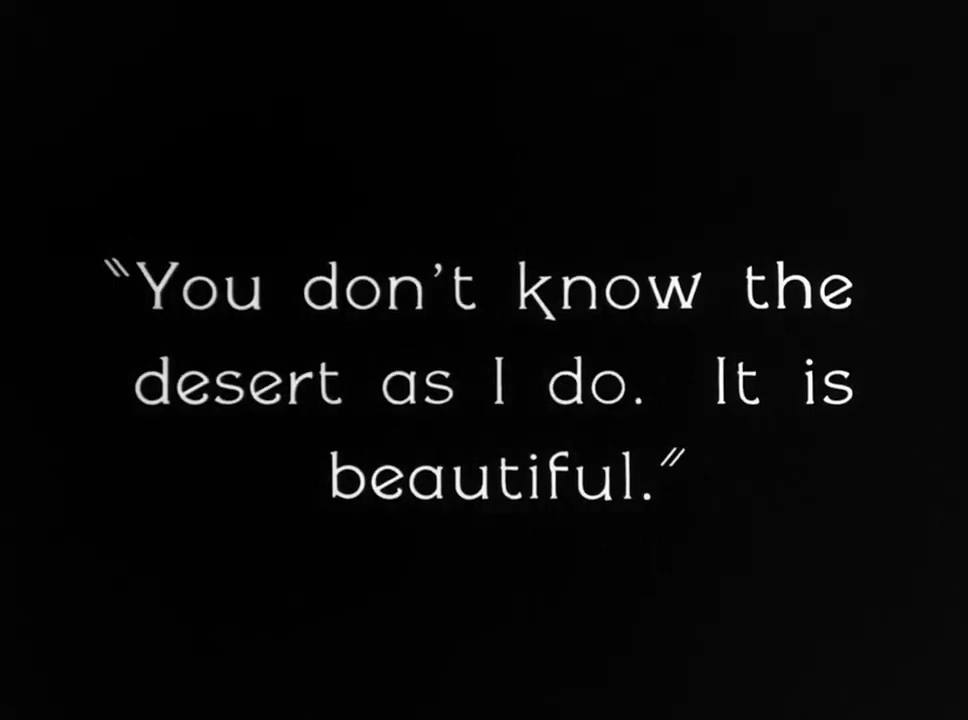 “You don’t know the
desert as I do. It is
beautiful.”